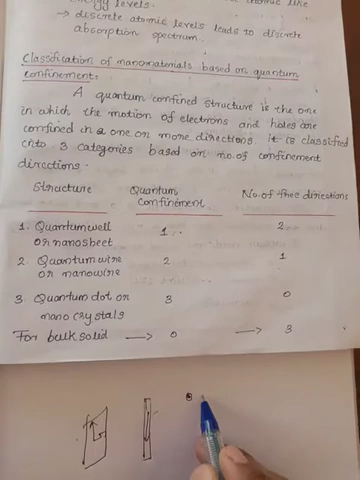 energy levels.
→ discrete atomic levels leads to discrete
absorption spectrum.
Classification of nanomaterials based on quantum
confinement:
A quantum confined structure is the one
in which the motion of electrons and holes are
confined in one or more directions. it is classified
into 3 categories based on no.of confinement
directions.
Structure Quantum confinement No.of free directions
1. Quantum well or nanosheet 1 2
2 Quantum wire or nanowire 2 1
3 Quantum dot or nano crystals 3 0
For bulk solid → 0 → 3